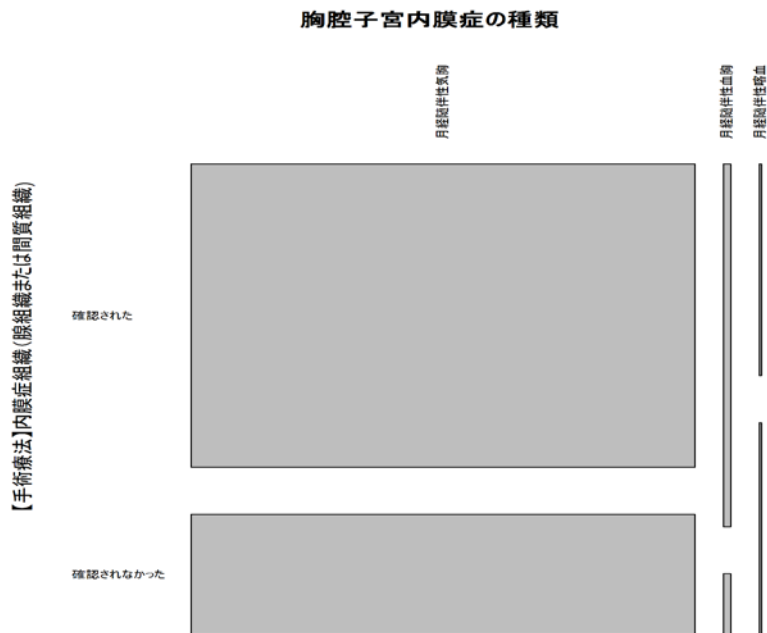 胸腔子宮内膜症の種類
月経随伴性気胸
月経随伴性血胸
月経随伴性喀血
【手術療法】内膜症組織(腺組織または間質組織)
確認された
確認されなかった